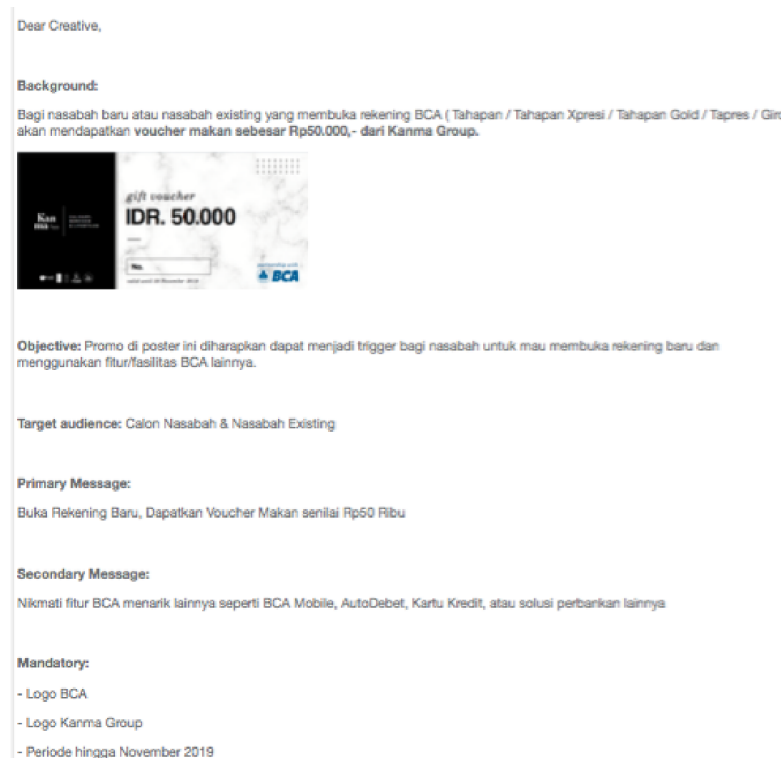 Dear Creative,
Background:
Bagi nasabah baru atau nasabah existing yang membuka rekening BCA ( Tahapan / Tahapan Xpresi / Tahapan Gold / Tapres / Giro
akan mendapatkan voucher makan sebesar Rp50.000,- dari Kanma Group.
gift voucher
IDR. 50.000
Kan
ma
No.
BCA
Objective: Promo di poster ini diharapkan dapat menjadi trigger bagi nasabah untuk mau membuka rekening baru dan
menggunakan fitur/fasilitas BCA lainnya.
Target audience: Calon Nasabah & Nasabah Existing
Primary Message:
Buka Rekening Baru, Dapatkan Voucher Makan senilai Rp50 Ribu
Secondary Message:
Nikmati fitur BCA menarik lainnya seperti BCA Mobile, AutoDebet, Kartu Kredit, atau solusi perbankan lainnya
Mandatory:
- Logo BCA
- Logo Kanma Group
- Periode hingga November 2019